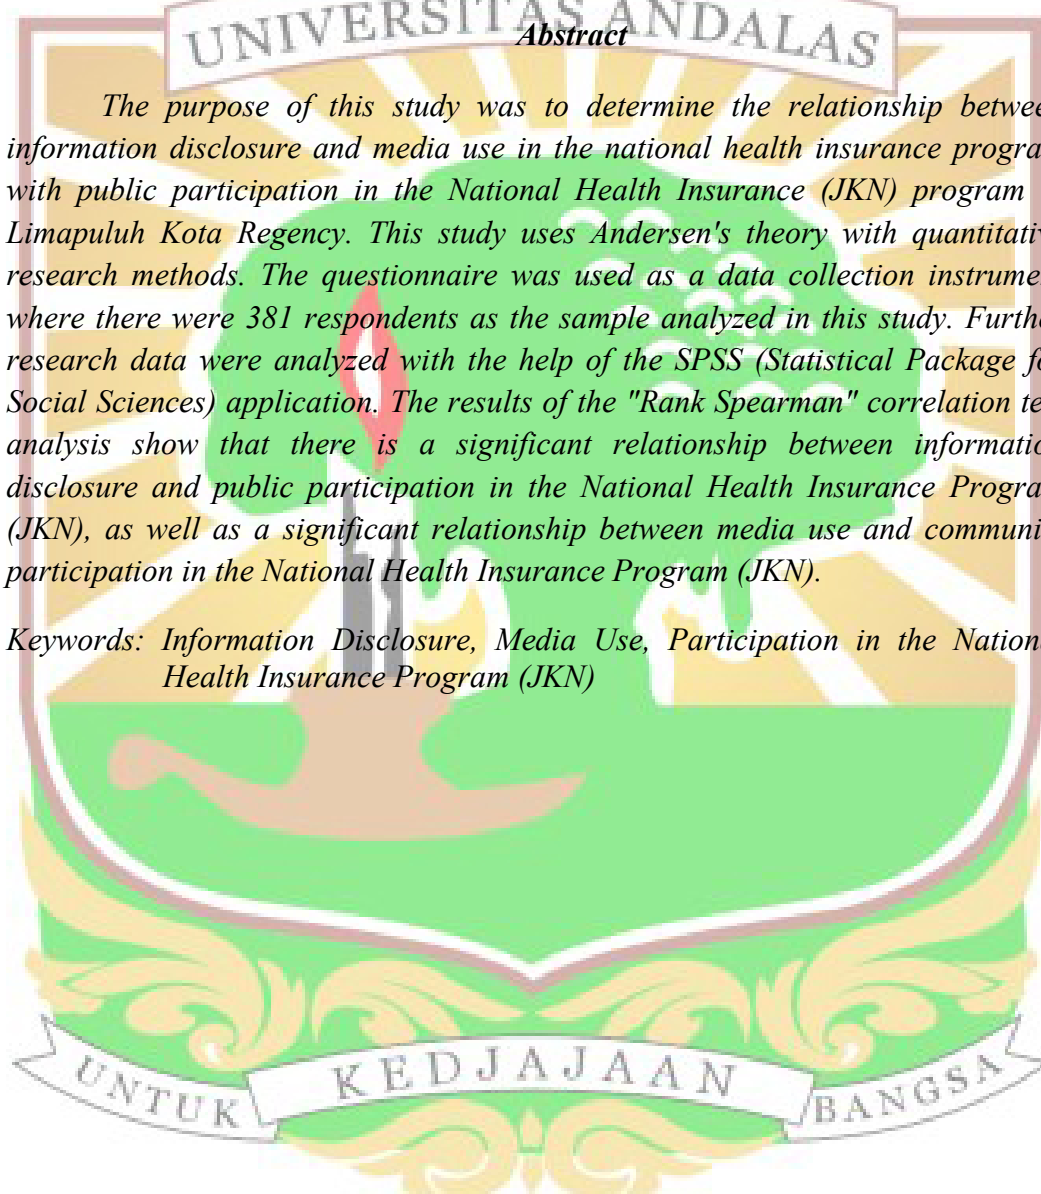 UNIVERSITAS ANDALAS
Abstract
The purpose of this study was to determine the relationship betwee
information disclosure and media use in the national health insurance progra
with public participation in the National Health Insurance (JKN) program
Limapuluh Kota Regency. This study uses Andersen's theory with quantitativ
research methods. The questionnaire was used as a data collection instrume
where there were 381 respondents as the sample analyzed in this study. Furthe
research data were analyzed with the help of the SPSS (Statistical Package fo
Social Sciences) application. The results of the "Rank Spearman" correlation te
analysis show that there is a significant relationship between informatio
disclosure and public participation in the National Health Insurance Progra
(JKN), as well as a significant relationship between media use and communi
participation in the National Health Insurance Program (JKN).
Keywords: Information Disclosure, Media Use, Participation in the Nation
Health Insurance Program (JKN)
UNTUK KEDJAJAAN BANGSA